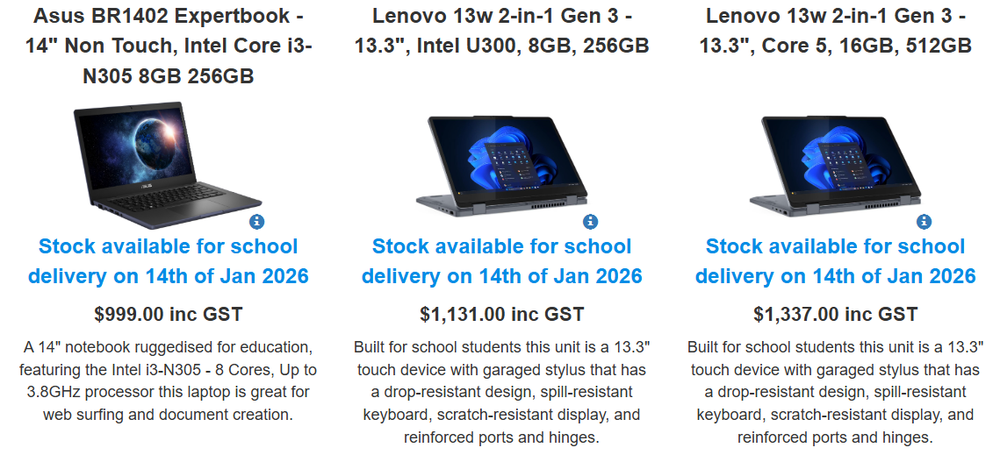 Asus BR1402 Expertbook -
14" Non Touch, Intel Core i3-
N305 8GB 256GB
Stock available for school
delivery on 14th of Jan 2026
$999.00 inc GST
A 14" notebook ruggedised for education,
featuring the Intel i3-N305 - 8 Cores, Up to
3.8GHz processor this laptop is great for
web surfing and document creation.
Lenovo 13w 2-in-1 Gen 3 -
13.3", Intel U300, 8GB, 256GB
Stock available for school
delivery on 14th of Jan 2026
$1,131.00 inc GST
Built for school students this unit is a 13.3"
touch device with garaged stylus that has
a drop-resistant design, spill-resistant
keyboard, scratch-resistant display, and
reinforced ports and hinges.
Lenovo 13w 2-in-1 Gen 3 -
13.3", Core 5, 16GB, 512GB
Stock available for school
delivery on 14th of Jan 2026
$1,337.00 inc GST
Built for school students this unit is a 13.3"
touch device with garaged stylus that has
a drop-resistant design, spill-resistant
keyboard, scratch-resistant display, and
reinforced ports and hinges.